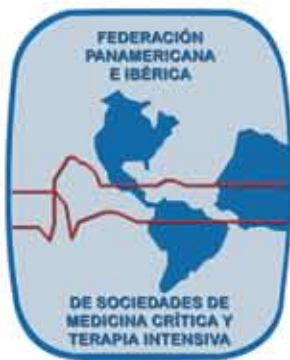 FEDERACIÓN
PANAMERICANA
E IBÉRICA
DE SOCIEDADES DE
MEDICINA CRÍTICA Y
TERAPIA INTENSIVA